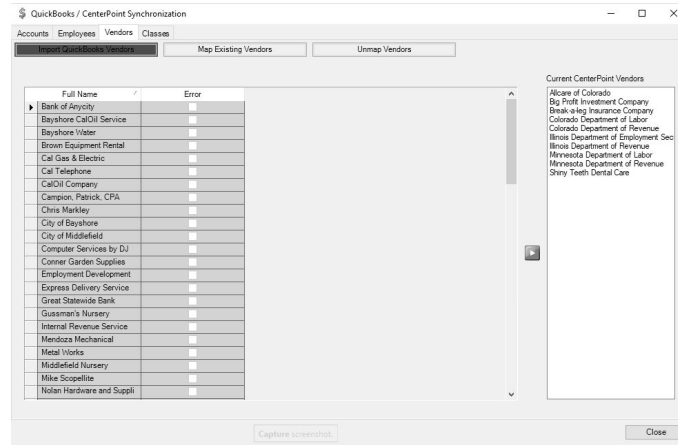 QuickBooks / CenterPoint Synchronization
Accounts Employees Vendors Classes
Import QuickBooks Vendors Map Existing Vendors Unmap Vendors
Current CenterPoint Vendors
Full Name Error
Bank of Anycity
Bayshore CalOil Service
Bayshore Water
Brown Equipment Rental
Cal Gas & Electric
Cal Telephone
CalOil Company
Campion, Patrick, CPA
Chris Markley
City of Bayshore
City of Middlefield
Computer Services by DJ
Conner Garden Supplies
Employment Development
Express Delivery Service
Great Statewide Bank
Gussman's Nursery
Internal Revenue Service
Mendoza Mechanical
Metal Works
Middlefield Nursery
Mike Scopellite
Nolan Hardware and Suppli
Allcare of Colorado
Big Profit Investment Company
Break-a-leg Insurance Company
Colorado Department of Labor
Colorado Department of Revenue
Illinois Department of Employment Sec
Illinois Department of Revenue
Minnesota Department of Labor
Minnesota Department of Revenue
Shiny Teeth Dental Care
Capture screenshot.
Close